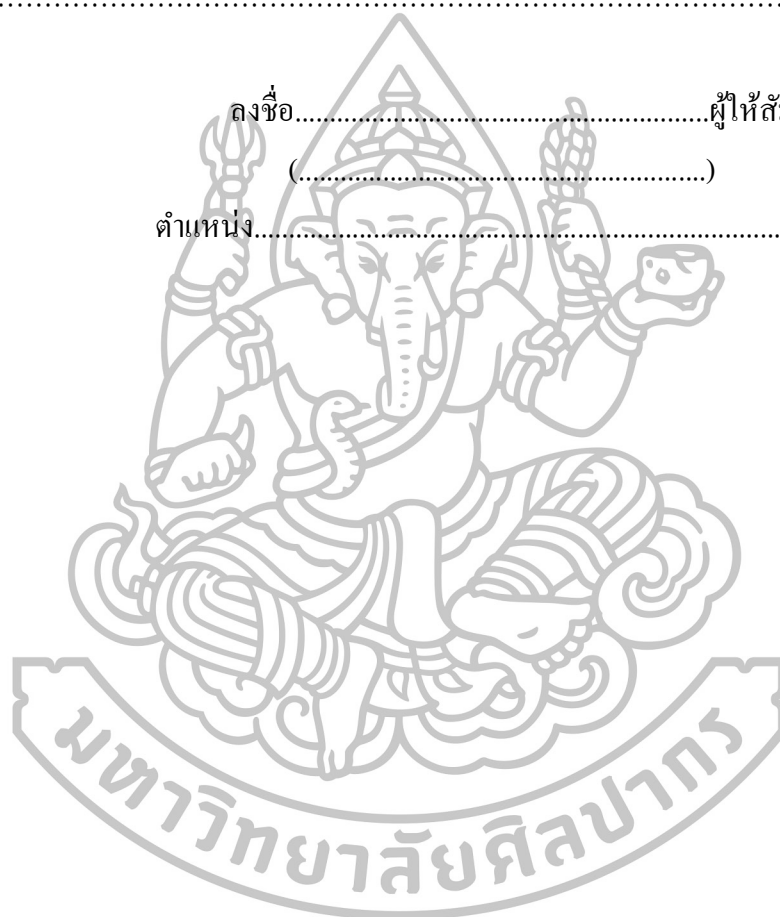 ................................................................................
ลงชื่อ...........................................................ผู้ให้สั
(..........................................................)
ตำแหน่ง...........................................................................
มหาวิทยาลัยศิลปากร